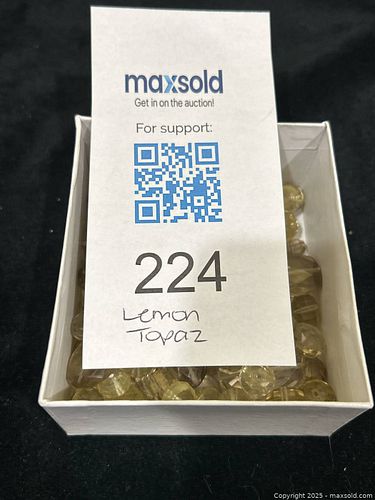 maxsold
Get in on the auction!
For support:
224
Lemon
Topaz
Copyright © 2025 - maxsold.com